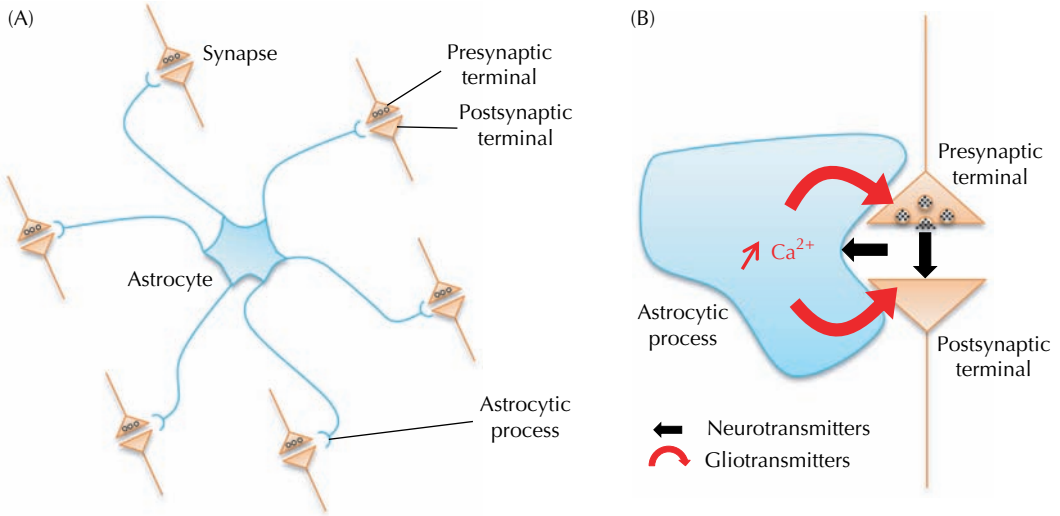 (A)
Synapse
Presynaptic
terminal
Postsynaptic
terminal
Astrocyte
Astrocytic
process
(B)
Presynaptic
terminal
Ca²⁺
Astrocytic
process
Postsynaptic
terminal
Neurotransmitters
Gliotransmitters